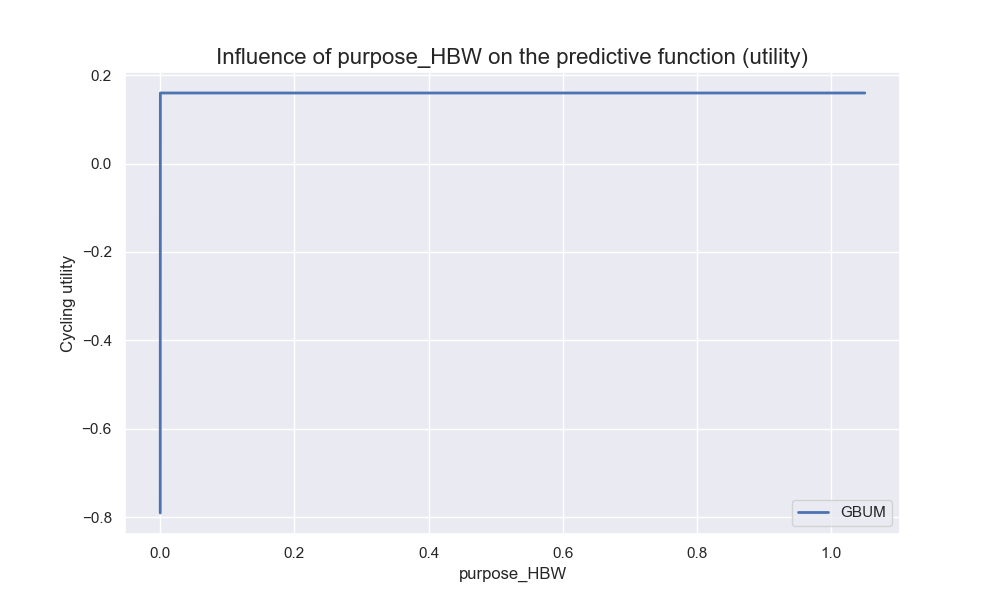 Influence of purpose_HBW on the predictive function (utility)
0.2
0.0
−0.2
−0.4
−0.6
−0.8
Cycling utility
GBUM
0.0 0.2 0.4 0.6 0.8 1.0
purpose_HBW